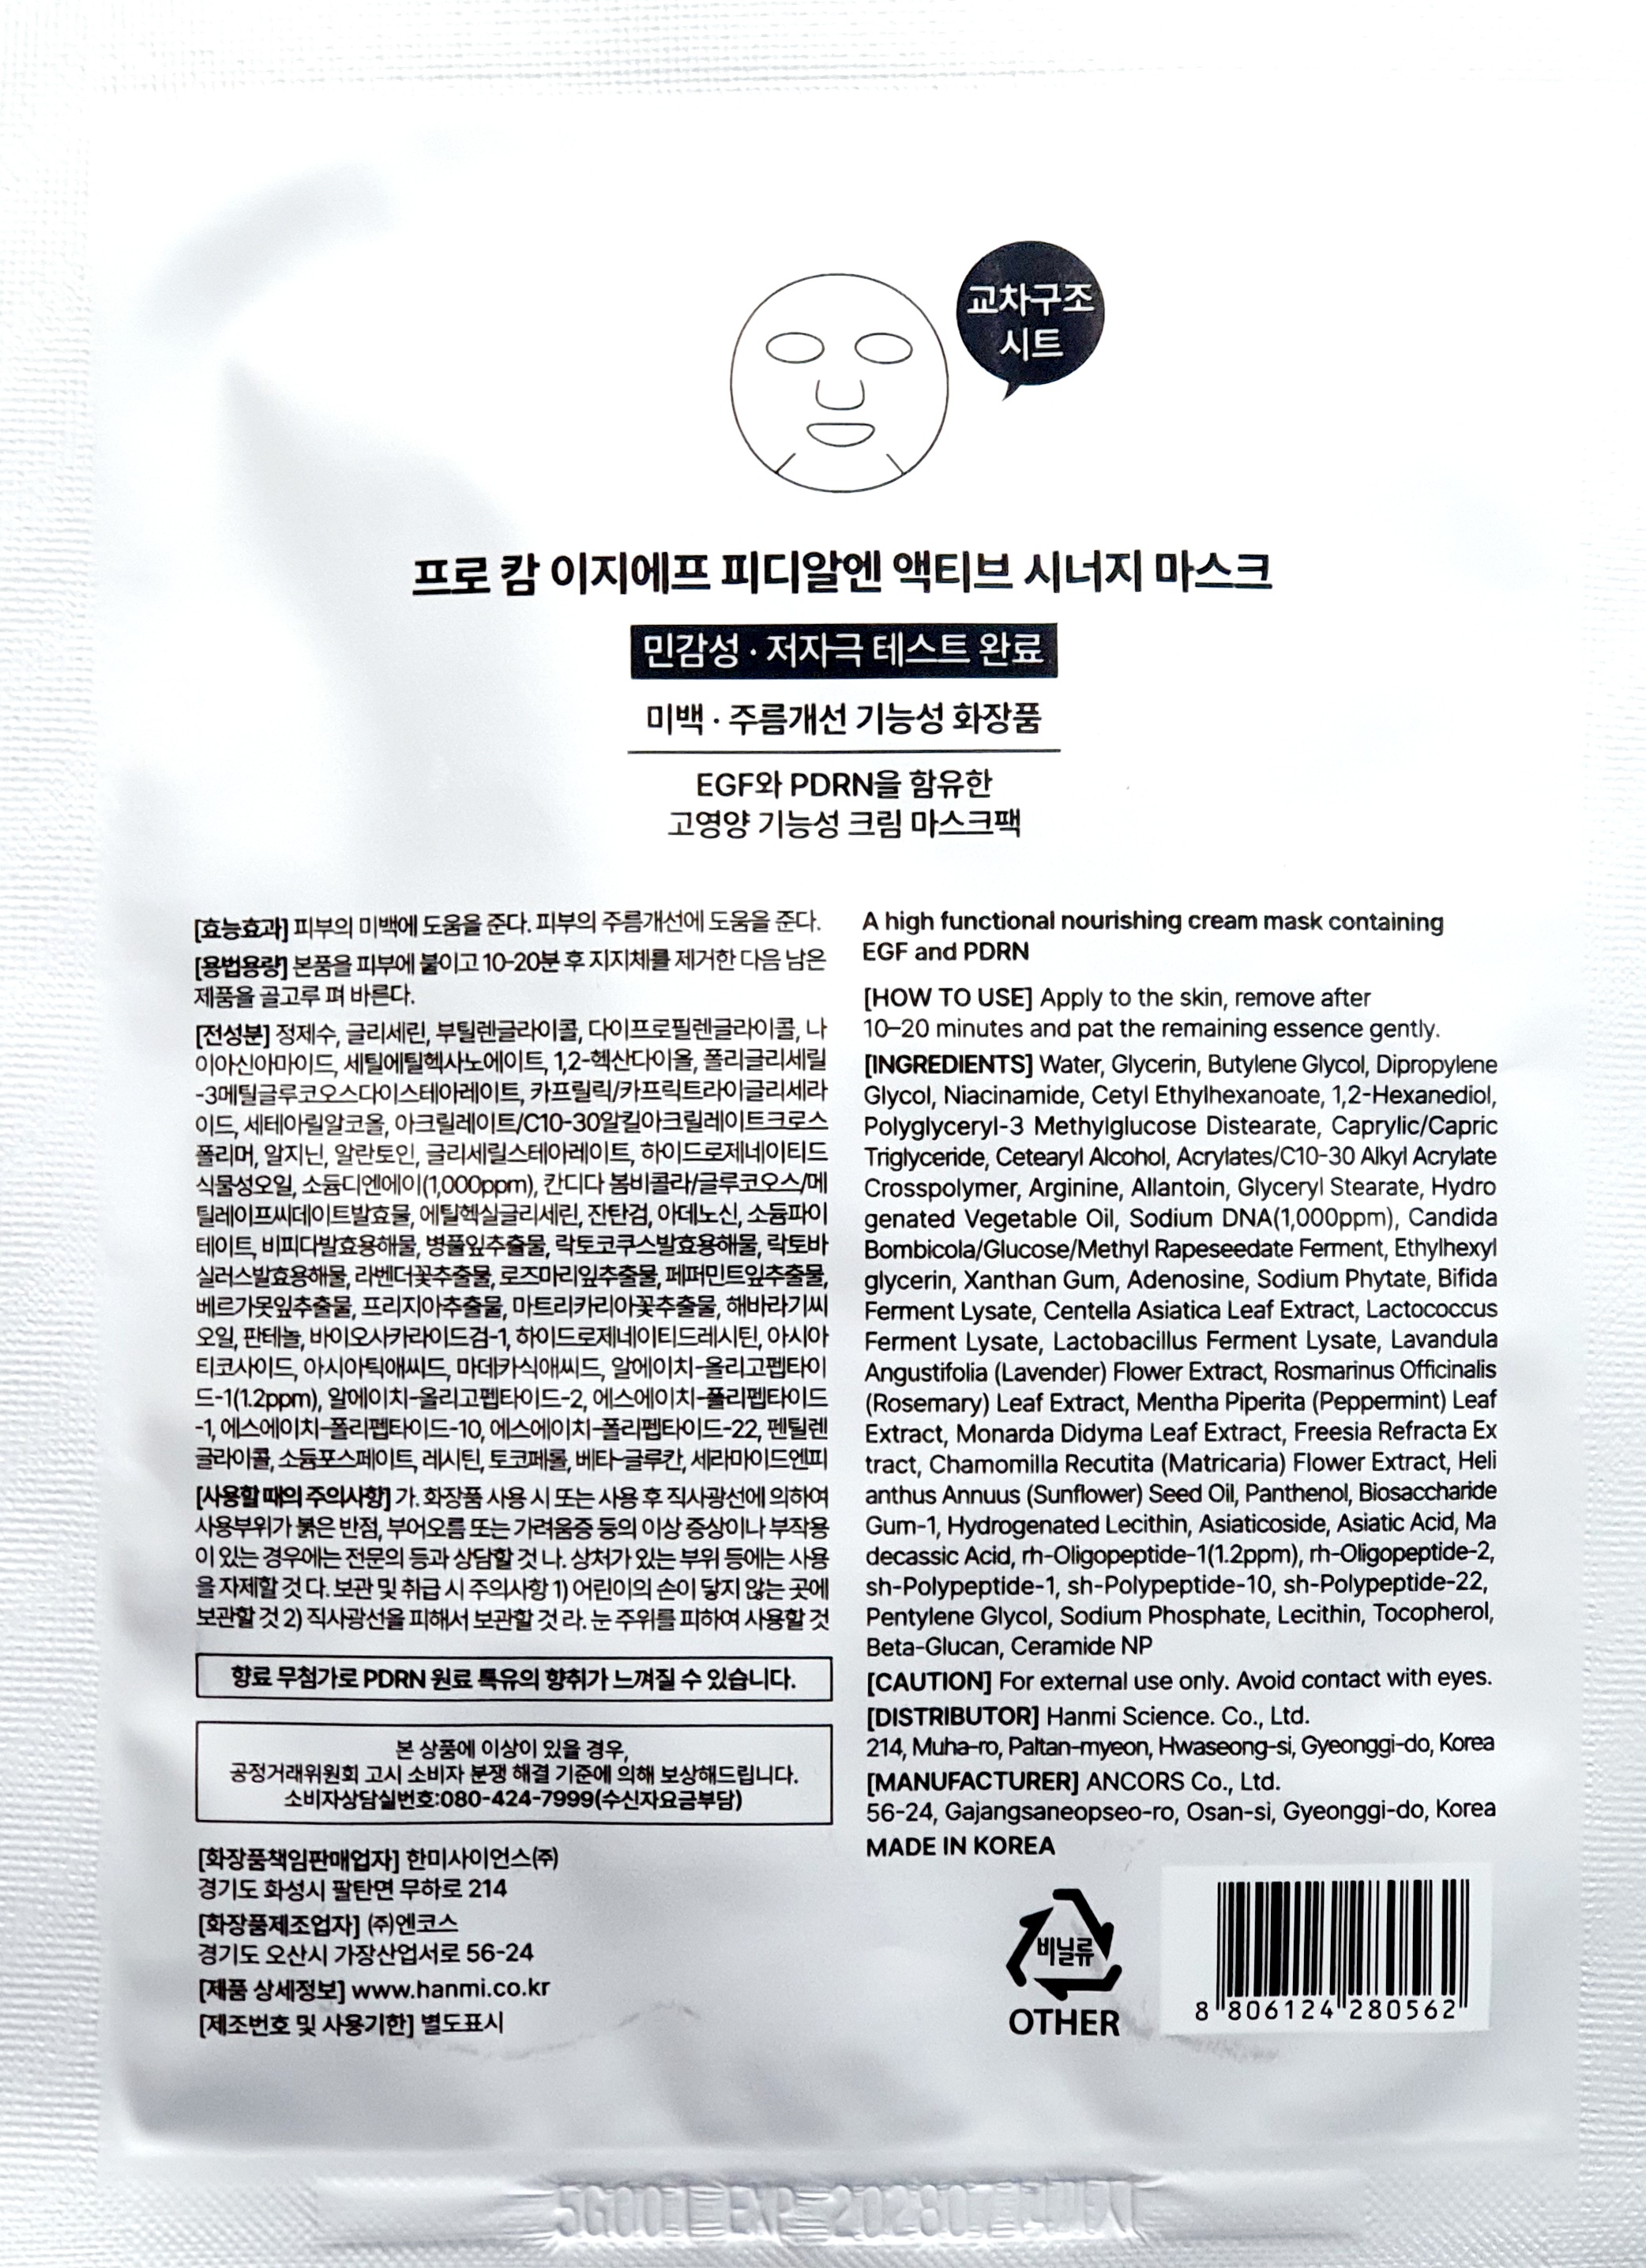 교차구조
시트
프로 캄 이지에프 피디알엔 액티브 시너지 마스크
민감성 · 저자극 테스트 완료
미백 · 주름개선 기능성 화장품
EGF와 PDRN을 함유한
고영양 기능성 크림 마스크팩
[효능효과] 피부의 미백에 도움을 준다. 피부의 주름개선에 도움을 준다.
[용법용량] 본품을 피부에 붙이고 10-20분 후 지지체를 제거한 다음 남은
제품을 골고루 펴 바른다.
[전성분] 정제수, 글리세린, 부틸렌글라이콜, 다이프로필렌글라이콜, 나
이아신아마이드, 세틸에틸헥사노에이트, 1,2-헥산다이올, 폴리글리세릴
-3메틸글루코오스다이스테아레이트, 카프릴릭/카프릭트라이글리세라
이드, 세테아릴알코올, 아크릴레이트/C10-30알킬아크릴레이트크로스
폴리머, 알지닌, 알란토인, 글리세릴스테아레이트, 하이드로제네이티드
식물성오일, 소듐디엔에이(1,000ppm), 칸디다 봄비콜라/글루코오스/메
틸레이프씨데이트발효물, 에틸헥실글리세린, 잔탄검, 아데노신, 소듐파이
테이트, 비피다발효용해물, 병풀잎추출물, 락토코쿠스발효용해물, 락토바
실러스발효용해물, 라벤더꽃추출물, 로즈마리잎추출물, 페퍼민트잎추출물,
베르가못잎추출물, 프리지아추출물, 마트리카리아꽃추출물, 해바라기씨
오일, 판테놀, 바이오사카라이드검-1, 하이드로제네이티드레시틴, 아시아
티코사이드, 아시아틱애씨드, 마데카식애씨드, 알에이치-올리고펩타이
드-1(1.2ppm), 알에이치-올리고펩타이드-2, 에스에이치-폴리펩타이드
-1, 에스에이치-폴리펩타이드-10, 에스에이치-폴리펩타이드-22, 펜틸렌
글라이콜, 소듐포스페이트, 레시틴, 토코페롤, 베타-글루칸, 세라마이드엔피
[사용할 때의 주의사항] 가. 화장품 사용 시 또는 사용 후 직사광선에 의하여
사용부위가 붉은 반점, 부어오름 또는 가려움증 등의 이상 증상이나 부작용
이 있는 경우에는 전문의 등과 상담할 것 나. 상처가 있는 부위 등에는 사용
을 자제할 것 다. 보관 및 취급 시 주의사항 1) 어린이의 손이 닿지 않는 곳에
보관할 것 2) 직사광선을 피해서 보관할 것 라. 눈 주위를 피하여 사용할 것
향료 무첨가로 PDRN 원료 특유의 향취가 느껴질 수 있습니다.
본 상품에 이상이 있을 경우,
공정거래위원회 고시 소비자 분쟁 해결 기준에 의해 보상해드립니다.
소비자상담실번호:080-424-7999(수신자요금부담)
[화장품책임판매업자] 한미사이언스(주)
경기도 화성시 팔탄면 무하로 214
[화장품제조업자] (주)엔코스
경기도 오산시 가장산업서로 56-24
[제품 상세정보] www.hanmi.co.kr
[제조번호 및 사용기한] 별도표시
A high functional nourishing cream mask containing
EGF and PDRN
[HOW TO USE] Apply to the skin, remove after
10–20 minutes and pat the remaining essence gently.
[INGREDIENTS] Water, Glycerin, Butylene Glycol, Dipropylene
Glycol, Niacinamide, Cetyl Ethylhexanoate, 1,2-Hexanediol,
Polyglyceryl-3 Methylglucose Distearate, Caprylic/Capric
Triglyceride, Cetearyl Alcohol, Acrylates/C10-30 Alkyl Acrylate
Crosspolymer, Arginine, Allantoin, Glyceryl Stearate, Hydro
genated Vegetable Oil, Sodium DNA(1,000ppm), Candida
Bombicola/Glucose/Methyl Rapeseedate Ferment, Ethylhexyl
glycerin, Xanthan Gum, Adenosine, Sodium Phytate, Bifida
Ferment Lysate, Centella Asiatica Leaf Extract, Lactococcus
Ferment Lysate, Lactobacillus Ferment Lysate, Lavandula
Angustifolia (Lavender) Flower Extract, Rosmarinus Officinalis
(Rosemary) Leaf Extract, Mentha Piperita (Peppermint) Leaf
Extract, Monarda Didyma Leaf Extract, Freesia Refracta Ex
tract, Chamomilla Recutita (Matricaria) Flower Extract, Heli
anthus Annuus (Sunflower) Seed Oil, Panthenol, Biosaccharide
Gum-1, Hydrogenated Lecithin, Asiaticoside, Asiatic Acid, Ma
decassic Acid, rh-Oligopeptide-1(1.2ppm), rh-Oligopeptide-2,
sh-Polypeptide-1, sh-Polypeptide-10, sh-Polypeptide-22,
Pentylene Glycol, Sodium Phosphate, Lecithin, Tocopherol,
Beta-Glucan, Ceramide NP
[CAUTION] For external use only. Avoid contact with eyes.
[DISTRIBUTOR] Hanmi Science. Co., Ltd.
214, Muha-ro, Paltan-myeon, Hwaseong-si, Gyeonggi-do, Korea
[MANUFACTURER] ANCORS Co., Ltd.
56-24, Gajangsaneopseo-ro, Osan-si, Gyeonggi-do, Korea
MADE IN KOREA
비닐류
OTHER
8 806124 280562
5G001 EXP